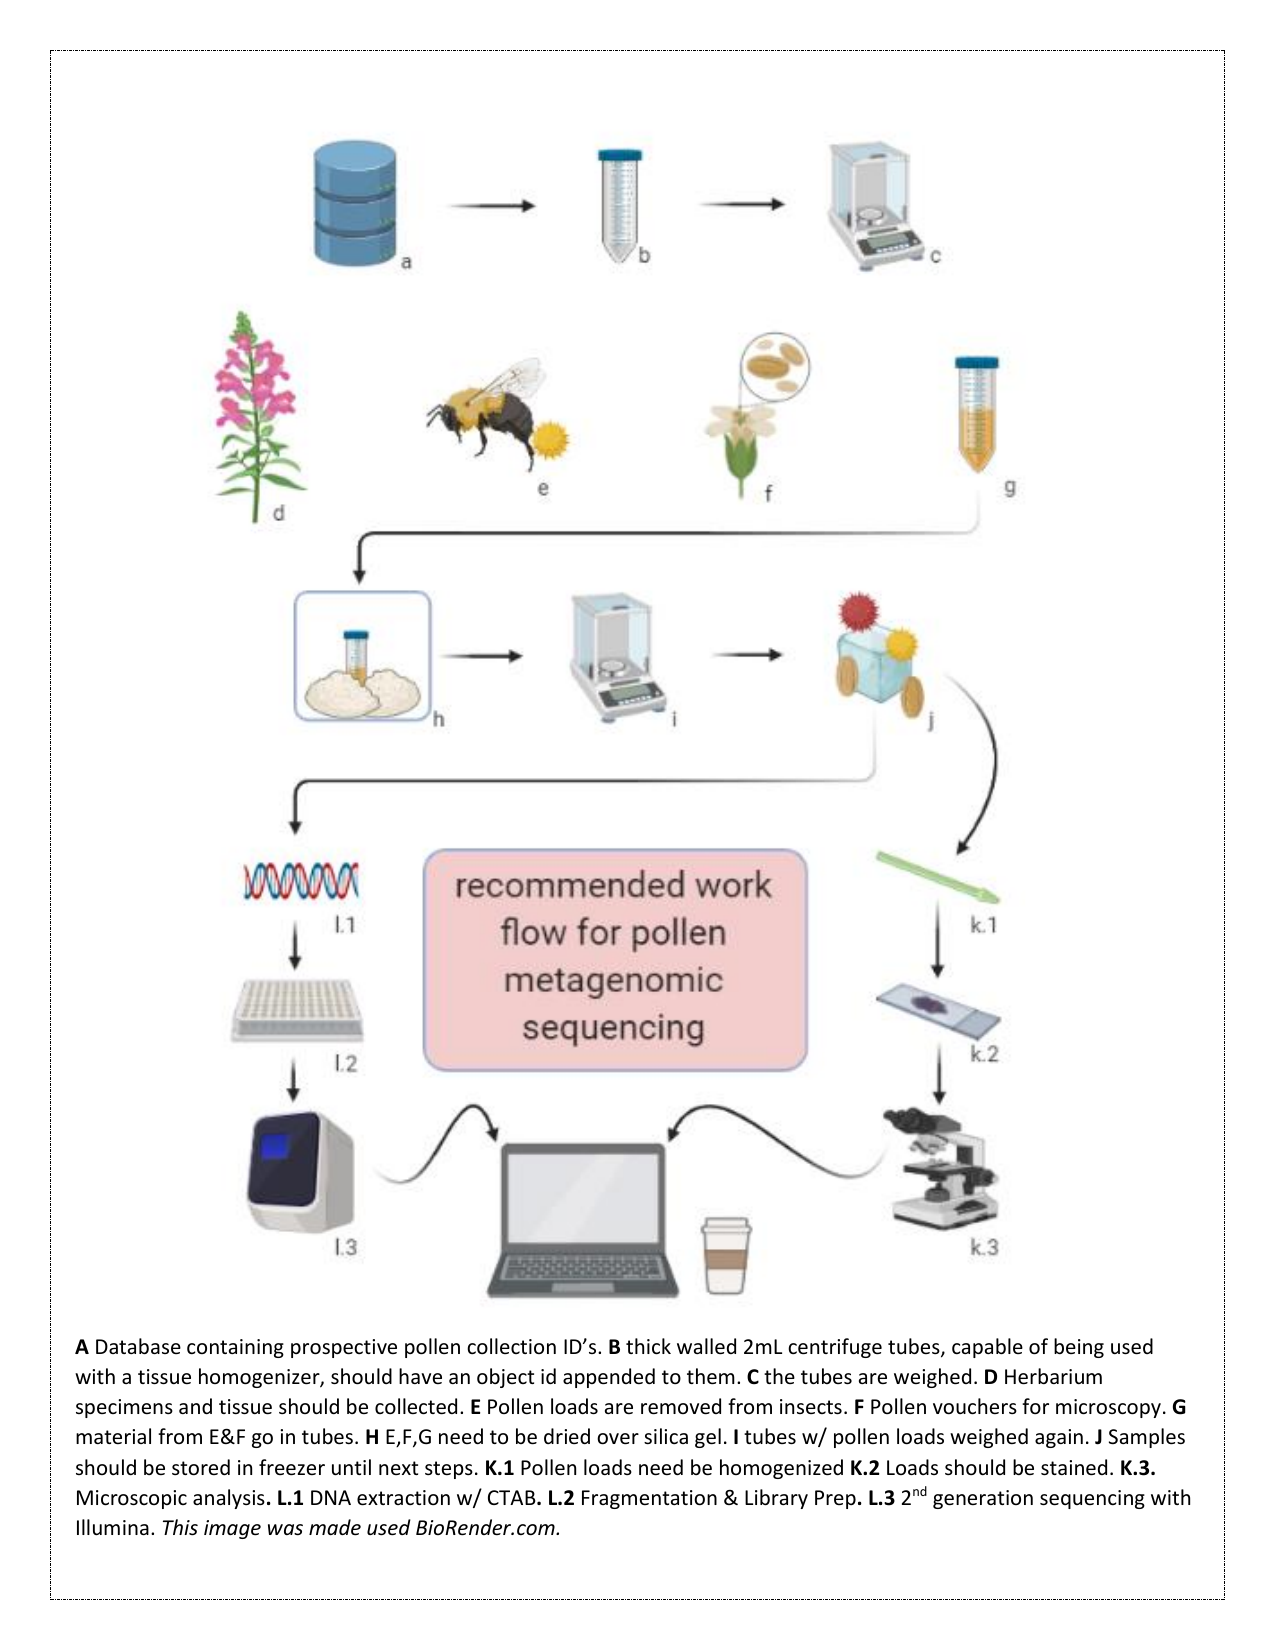 a
b
c
d
e
f
g
h
i
j
l.1
k.1
recommended work
flow for pollen
metagenomic
sequencing
l.2
k.2
l.3
k.3
A Database containing prospective pollen collection ID’s. B thick walled 2mL centrifuge tubes, capable of being used
with a tissue homogenizer, should have an object id appended to them. C the tubes are weighed. D Herbarium
specimens and tissue should be collected. E Pollen loads are removed from insects. F Pollen vouchers for microscopy. G
material from E&F go in tubes. H E,F,G need to be dried over silica gel. I tubes w/ pollen loads weighed again. J Samples
should be stored in freezer until next steps. K.1 Pollen loads need be homogenized K.2 Loads should be stained. K.3.
Microscopic analysis. L.1 DNA extraction w/ CTAB. L.2 Fragmentation & Library Prep. L.3 2nd generation sequencing with
Illumina. This image was made used BioRender.com.